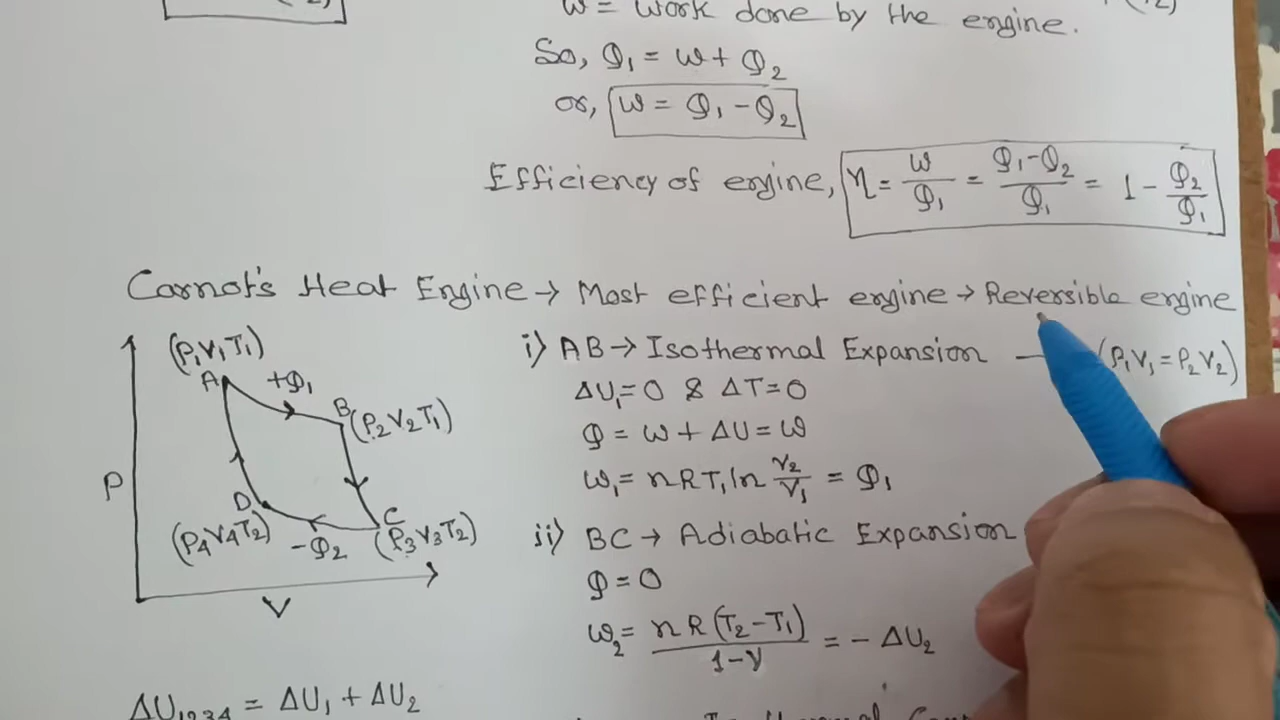 W = Work done by the engine.
So, Q₁ = W + Q₂
or, W = Q₁ - Q₂
Efficiency of engine, η = W/Q₁ = (Q₁-Q₂)/Q₁ = 1 - Q₂/Q₁
Carnot's Heat Engine → Most efficient engine → Reversible engine
(P₁V₁T₁)
A
+Q₁
B
(P₂V₂T₁)
P
D
(P₄V₄T₂)
-Q₂
C
(P₃V₃T₂)
V
i) AB → Isothermal Expansion — (P₁V₁ = P₂V₂)
ΔU₁ = 0 & ΔT = 0
Q = W + ΔU = W
W₁ = nRT₁ ln V₂/V₁ = Q₁
ii) BC → Adiabatic Expansion
Q = 0
W₂ = nR(T₂-T₁)/(1-γ) = - ΔU₂
ΔU₁₂₃₄ = ΔU₁ + ΔU₂